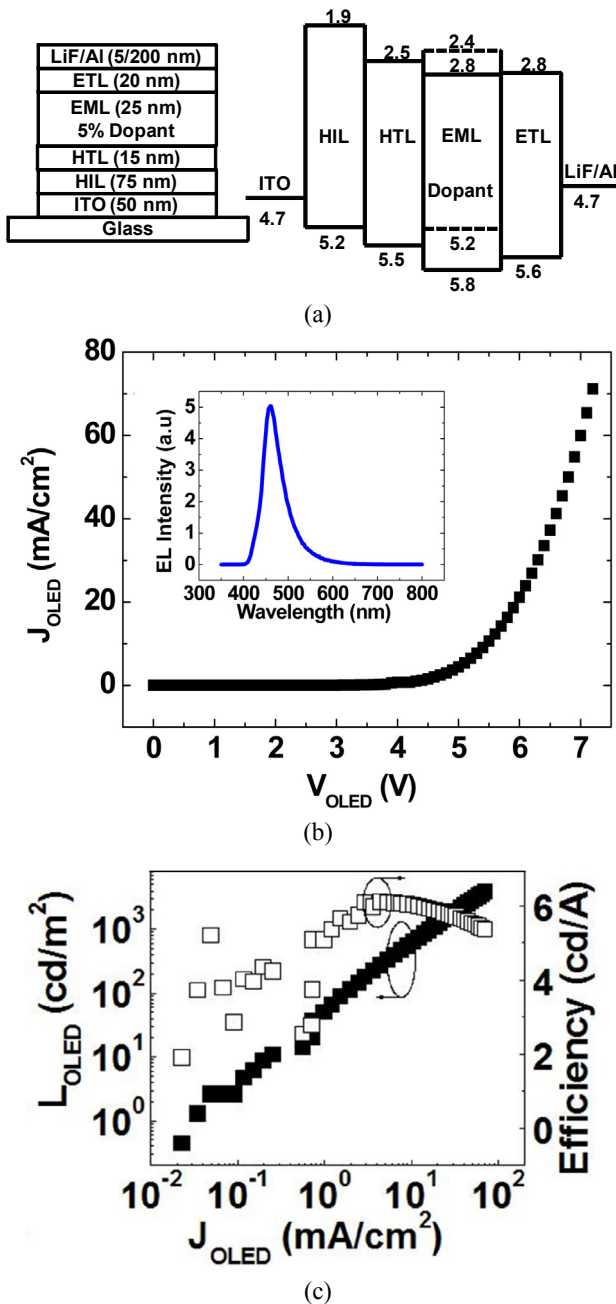 LiF/Al (5/200 nm)
ETL (20 nm)
EML (25 nm)
5% Dopant
HTL (15 nm)
HIL (75 nm)
ITO (50 nm)
Glass
ITO
4.7
1.9
HIL
5.2
2.5
HTL
5.5
2.4
2.8
EML
Dopant
5.2
5.8
2.8
ETL
5.6
LiF/Al
4.7
(a)
80
60
40
20
0
J_OLED (mA/cm²)
0 1 2 3 4 5 6 7
V_OLED (V)
5
4
3
2
1
0
EL Intensity (a.u)
300 400 500 600 700 800
Wavelength (nm)
(b)
10³
10²
10¹
10⁰
L_OLED (cd/m²)
6
4
2
0
Efficiency (cd/A)
10⁻² 10⁻¹ 10⁰ 10¹ 10²
J_OLED (mA/cm²)
(c)